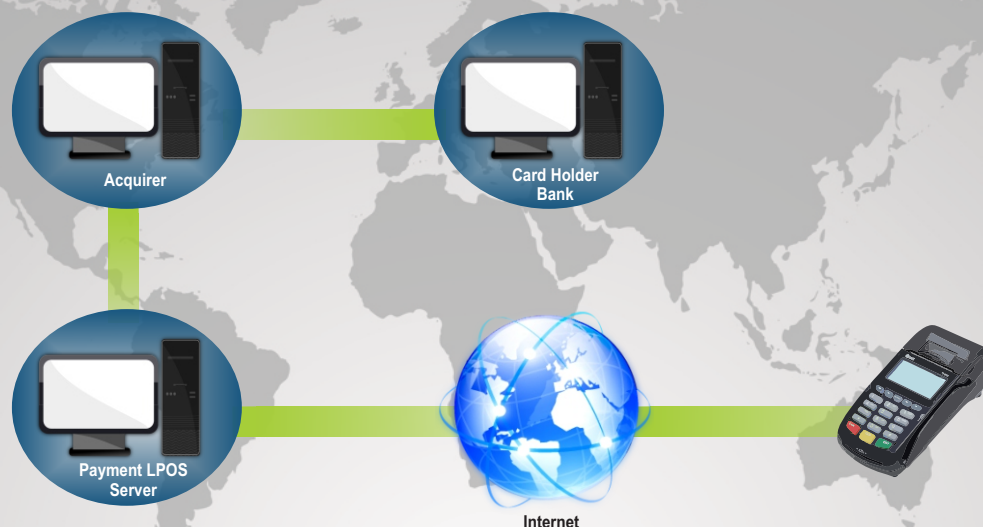 Acquirer
Card Holder
Bank
Payment LPOS
Server
Internet